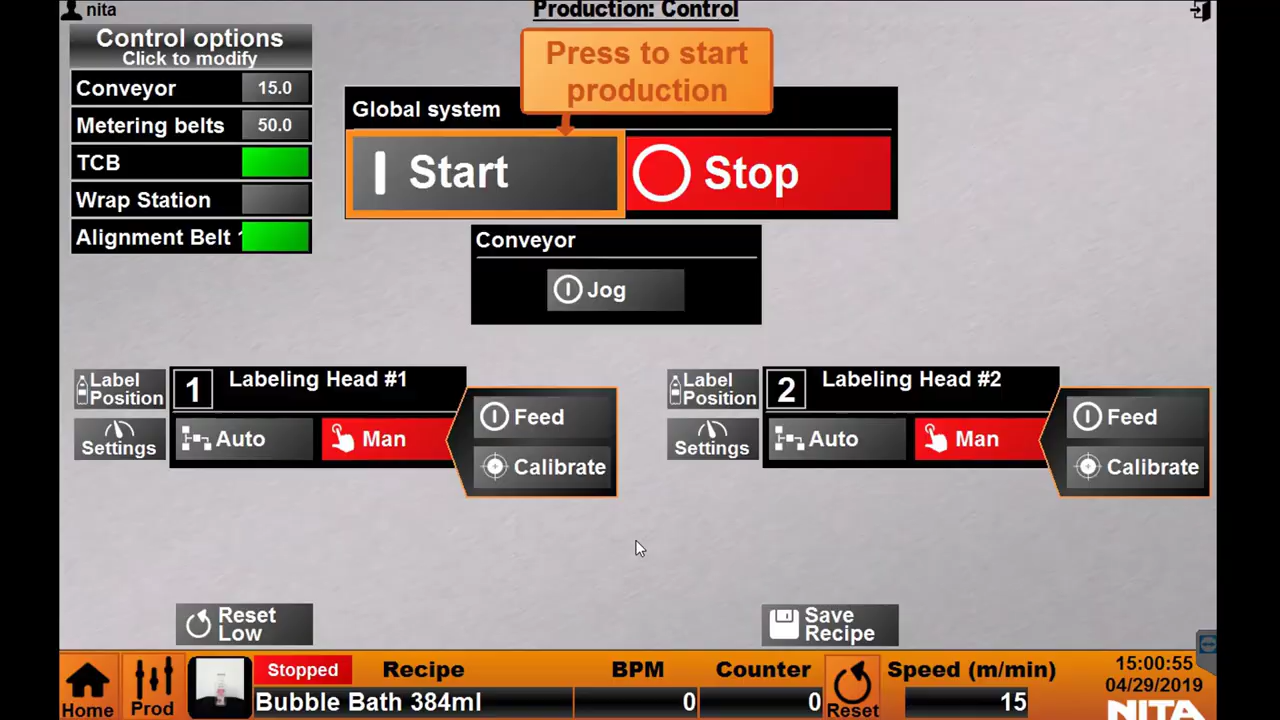 nita
Production: Control
Control options
Click to modify
Conveyor 15.0
Metering belts 50.0
TCB
Wrap Station
Alignment Belt
Press to start
production
Global system
Start
Stop
Conveyor
Jog
Label
Position
Settings
1
Labeling Head #1
Auto
Man
Feed
Calibrate
Label
Position
Settings
2
Labeling Head #2
Auto
Man
Feed
Calibrate
Reset
Low
Save
Recipe
Home
Prod
Stopped
Recipe
Bubble Bath 384ml
BPM
0
Counter
0
Reset
Speed (m/min)
15
15:00:55
04/29/2019
NITA